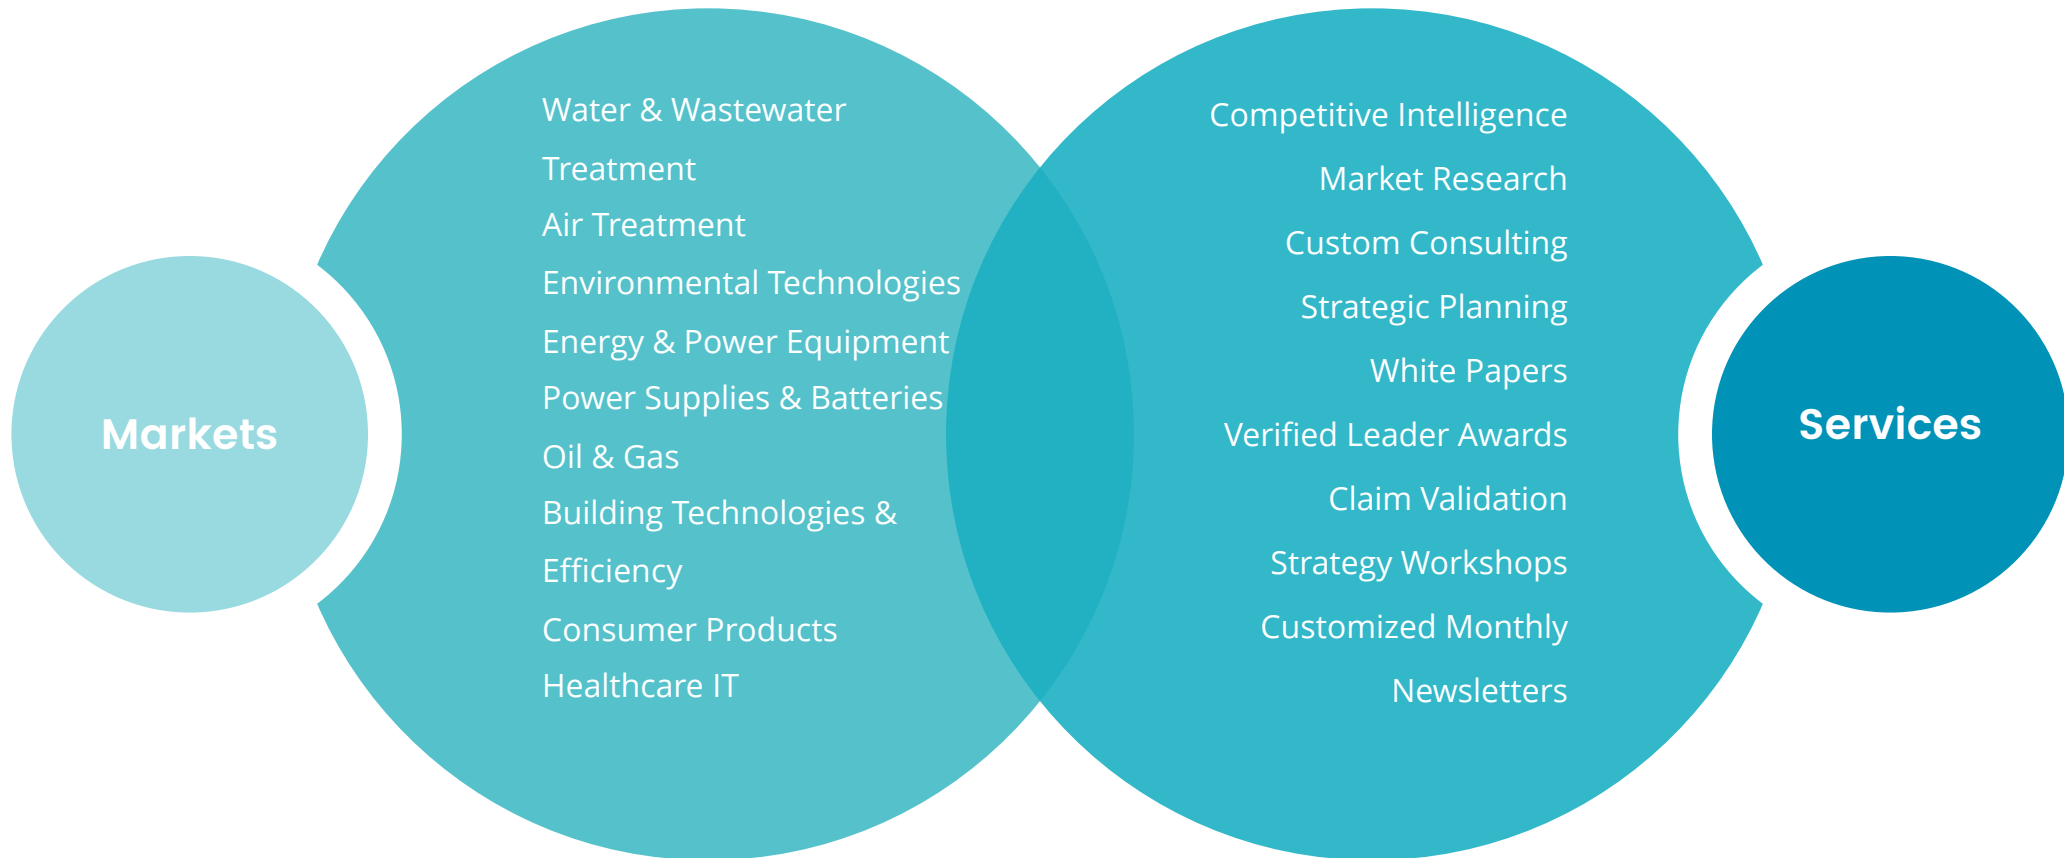 Markets
Water & Wastewater
Treatment
Air Treatment
Environmental Technologies
Energy & Power Equipment
Power Supplies & Batteries
Oil & Gas
Building Technologies &
Efficiency
Consumer Products
Healthcare IT
Competitive Intelligence
Market Research
Custom Consulting
Strategic Planning
White Papers
Verified Leader Awards
Claim Validation
Strategy Workshops
Customized Monthly
Newsletters
Services